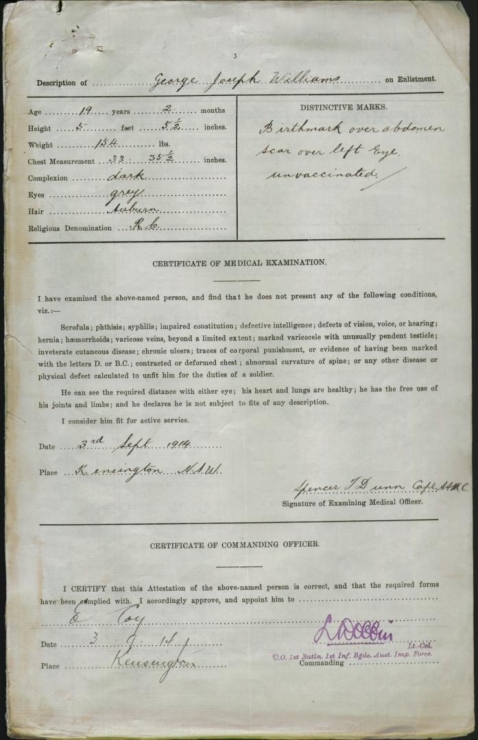 3
Description of George Joseph Williams on Enlistment.
Age 19 years 2 months
Height 5 feet 5½ inches.
Weight 154 lbs.
Chest Measurement 33 35½ inches.
Complexion dark
Eyes grey
Hair Auburn
Religious Denomination R.C.
DISTINCTIVE MARKS.
Birthmark over abdomen
scar over left Eye
unvaccinated
CERTIFICATE OF MEDICAL EXAMINATION.
I have examined the above-named person, and find that he does not present any of the following conditions,
viz.:—
Scrofula; phthisis; syphilis; impaired constitution; defective intelligence; defects of vision, voice, or hearing;
hernia; hæmorrhoids; varicose veins, beyond a limited extent; marked varicocele with unusually pendent testicle;
inveterate cutaneous disease; chronic ulcers; traces of corporal punishment, or evidence of having been marked
with the letters D. or B.C.; contracted or deformed chest; abnormal curvature of spine; or any other disease or
physical defect calculated to unfit him for the duties of a soldier.
He can see the required distance with either eye; his heart and lungs are healthy; he has the free use of
his joints and limbs; and he declares he is not subject to fits of any description.
I consider him fit for active service.
Date 3rd Sept 1914
Place Kensington N.S.W.
Spencer J Dunn Capt. A.A.M.C.
Signature of Examining Medical Officer.
CERTIFICATE OF COMMANDING OFFICER.
I CERTIFY that this Attestation of the above-named person is correct, and that the required forms
have been complied with. I accordingly approve, and appoint him to
E Coy
Date 3 9 14
Place Kensington
Lt-Col.
C.O. 1st Battn. 1st Inf. Bgde. Aust. Imp. Force.
Commanding